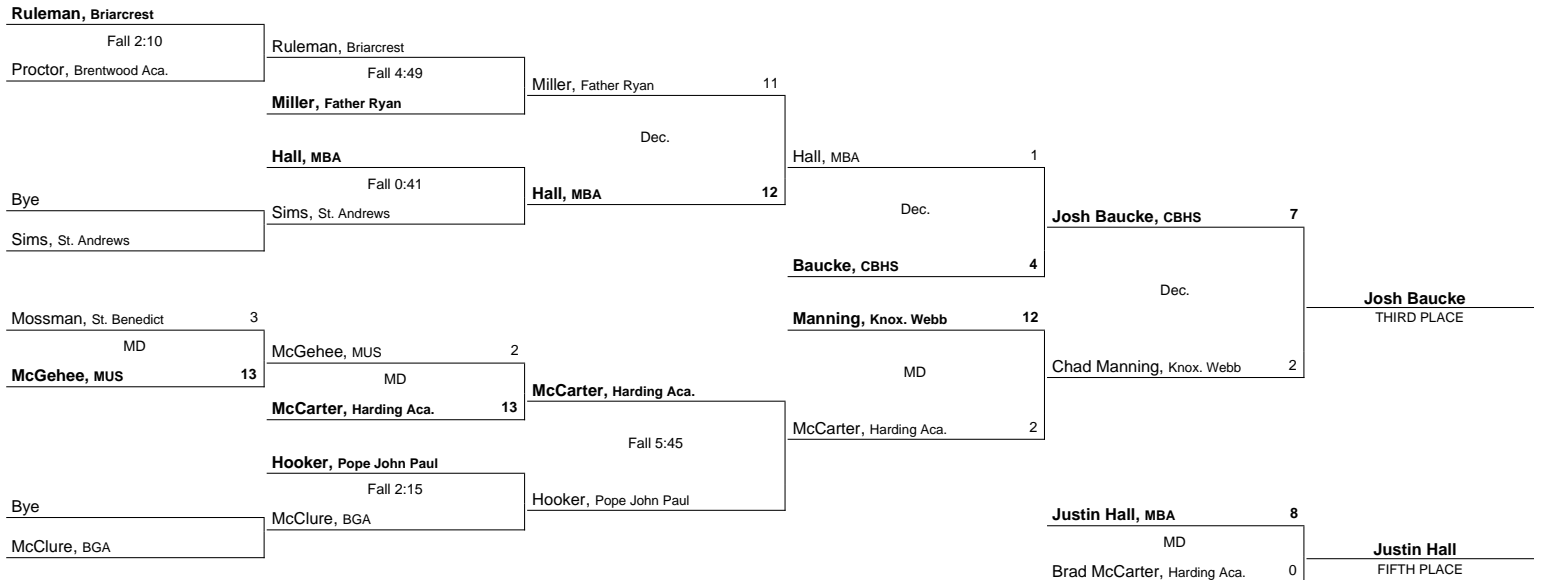 Ruleman, Briarcrest
Fall 2:10
Proctor, Brentwood Aca.
Bye
Sims, St. Andrews
Mossman, St. Benedict 3
MD
McGehee, MUS 13
Bye
McClure, BGA
Ruleman, Briarcrest
Fall 4:49
Miller, Father Ryan
Hall, MBA
Fall 0:41
Sims, St. Andrews
McGehee, MUS 2
MD
McCarter, Harding Aca. 13
Hooker, Pope John Paul
Fall 2:15
McClure, BGA
Miller, Father Ryan 11
Dec.
Hall, MBA 12
McCarter, Harding Aca.
Fall 5:45
Hooker, Pope John Paul
Hall, MBA 1
Dec.
Baucke, CBHS 4
Manning, Knox. Webb 12
MD
McCarter, Harding Aca. 2
Josh Baucke, CBHS 7
Dec.
Chad Manning, Knox. Webb 2
Josh Baucke
THIRD PLACE
Justin Hall, MBA 8
MD
Brad McCarter, Harding Aca. 0
Justin Hall
FIFTH PLACE